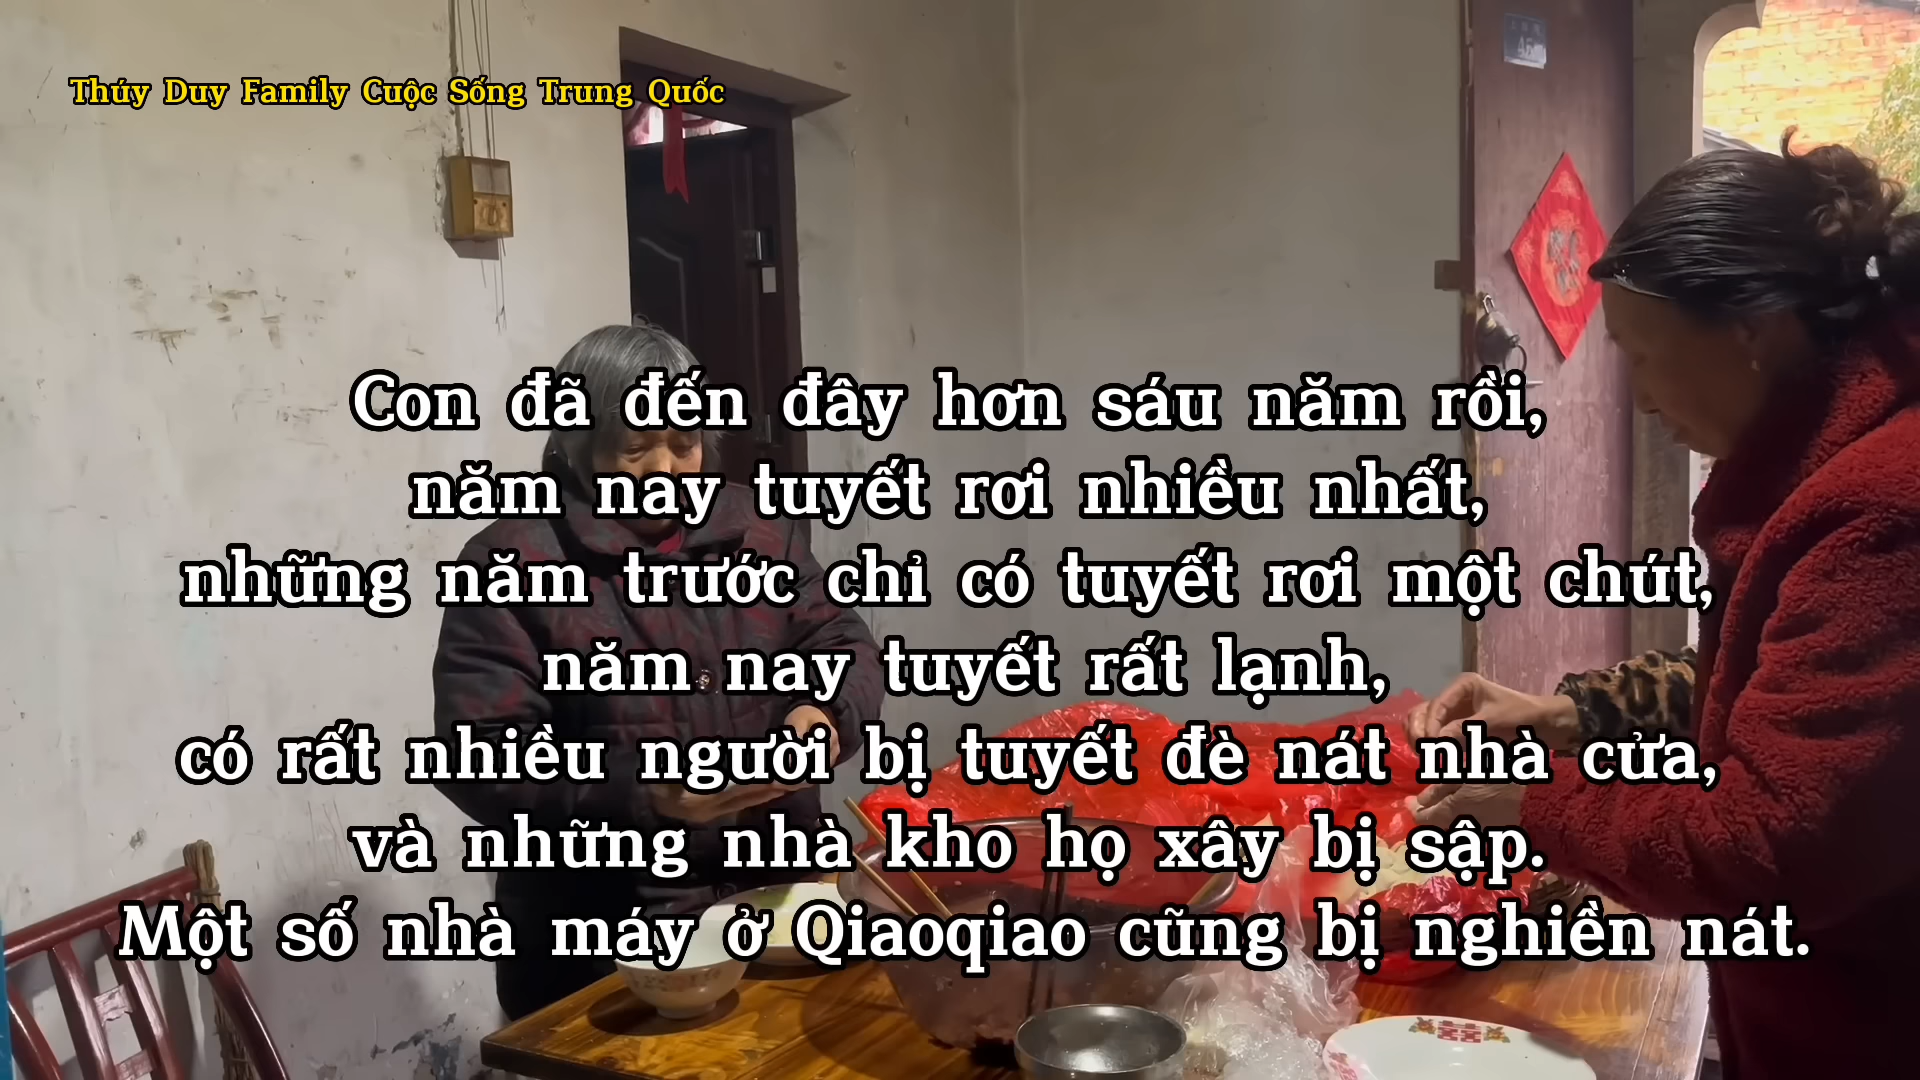 Thúy Duy Family Cuộc Sống Trung Quốc
Con đã đến đây hơn sáu năm rồi,
năm nay tuyết rơi nhiều nhất,
những năm trước chỉ có tuyết rơi một chút,
năm nay tuyết rất lạnh,
có rất nhiều người bị tuyết đè nát nhà cửa,
và những nhà kho họ xây bị sập.
Một số nhà máy ở Qiaoqiao cũng bị nghiền nát.